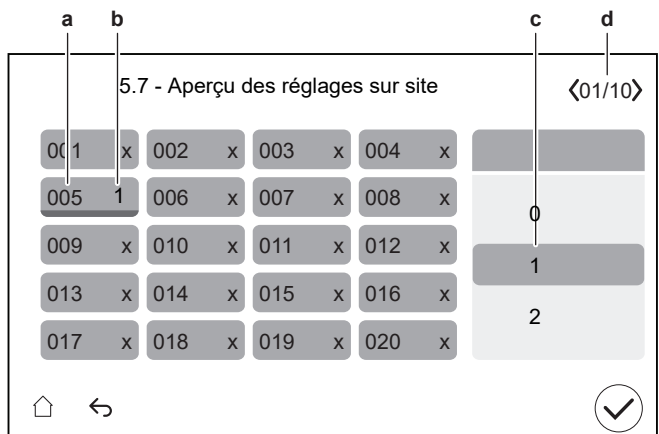 a b c d
5.7 - Aperçu des réglages sur site 01/10
001 x 002 x 003 x 004 x
005 1 006 x 007 x 008 x
0
009 x 010 x 011 x 012 x
1
013 x 014 x 015 x 016 x
2
017 x 018 x 019 x 020 x